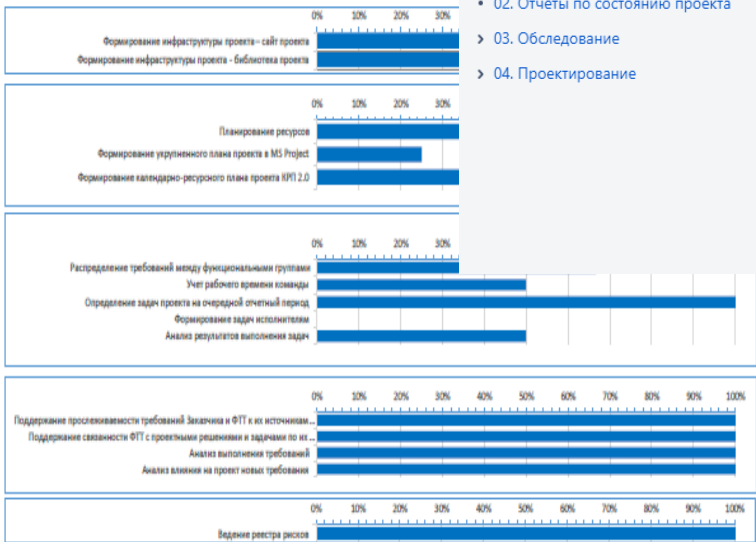 02. Отчеты по состоянию проекта
03. Обследование
04. Проектирование
0% 10% 20% 30%
Формирование инфраструктуры проекта – сайт проекта
Формирование инфраструктуры проекта - библиотека проекта
0% 10% 20% 30%
Планирование ресурсов
Формирование укрупненного плана проекта в MS Project
Формирование календарно-ресурсного плана проекта КРП 2.0
0% 10% 20% 30%
Распределение требований между функциональными группами
Учет рабочего времени команды
Определение задач проекта на очередной отчетный период
Формирование задач исполнителям
Анализ результатов выполнения задач
0% 10% 20% 30% 40% 50% 60% 70% 80% 90% 100%
Поддержание прослеживаемости требований Заказчика и ФТТ к их источникам...
Поддержание связанности ФТТ с проектными решениями и задачами по их ...
Анализ выполнения требований
Анализ влияния на проект новых требования
0% 10% 20% 30% 40% 50% 60% 70% 80% 90% 100%
Ведение реестра рисков